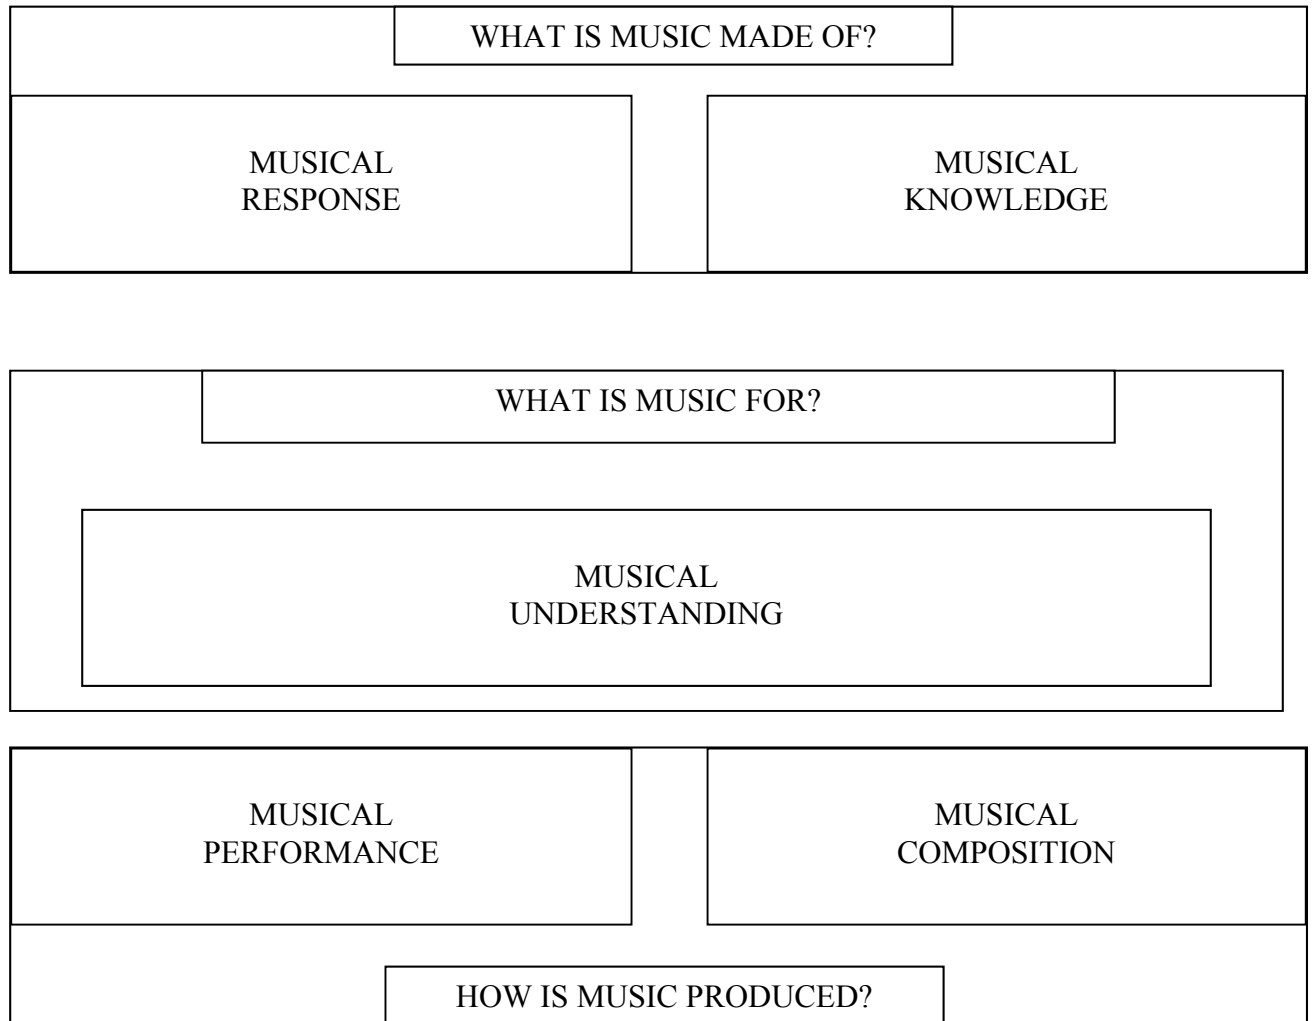 WHAT IS MUSIC MADE OF?
MUSICAL
RESPONSE
MUSICAL
KNOWLEDGE
WHAT IS MUSIC FOR?
MUSICAL
UNDERSTANDING
MUSICAL
PERFORMANCE
MUSICAL
COMPOSITION
HOW IS MUSIC PRODUCED?